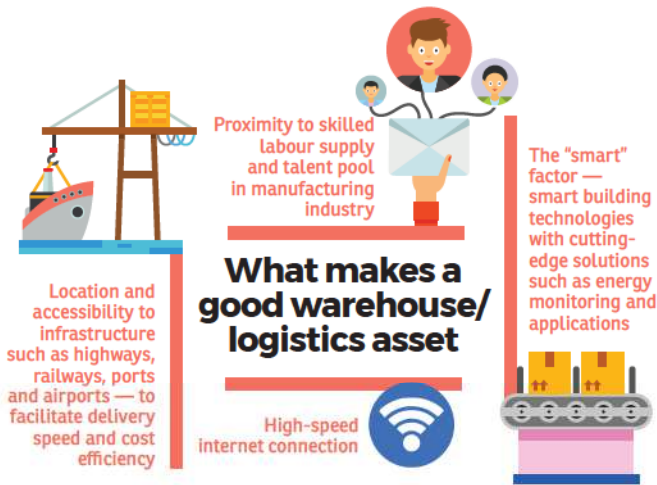 Proximity to skilled
labour supply
and talent pool
in manufacturing
industry
The “smart”
factor —
smart building
technologies
with cutting-
edge solutions
such as energy
monitoring and
applications
What makes a
good warehouse/
logistics asset
Location and
accessibility to
infrastructure
such as highways,
railways, ports
and airports — to
facilitate delivery
speed and cost
efficiency
High-speed
internet connection